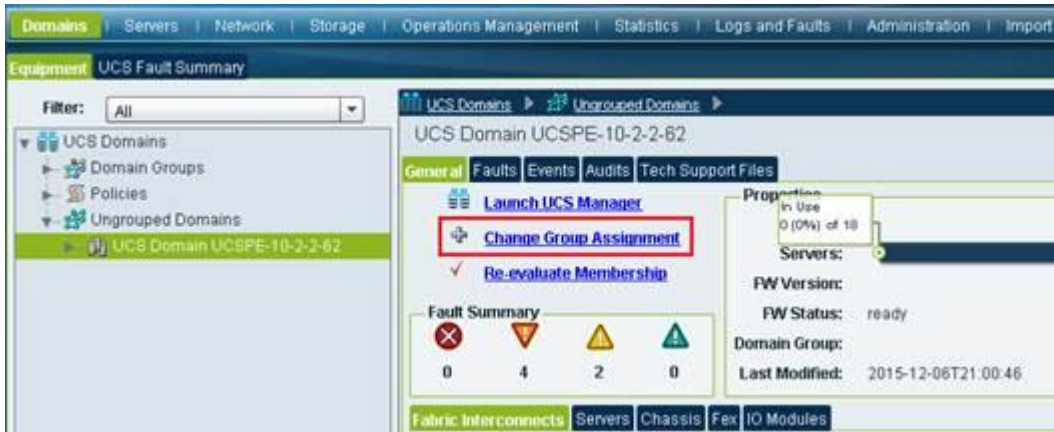 Domains | Servers | Network | Storage | Operations Management | Statistics | Logs and Faults | Administration | Import
Equipment UCS Fault Summary
Filter: All
UCS Domains
Domain Groups
Policies
Ungrouped Domains
UCS Domain UCSPE-10-2-2-62
UCS Domains Ungrouped Domains
UCS Domain UCSPE-10-2-2-62
General Faults Events Audits Tech Support Files
Launch UCS Manager
Change Group Assignment
Re-evaluate Membership
Fault Summary
0 4 2 0
Properties
In Use
0 (0%) of 18
Servers:
FW Version:
FW Status: ready
Domain Group:
Last Modified: 2015-12-06T21:00:46
Fabric Interconnects Servers Chassis Fex IO Modules